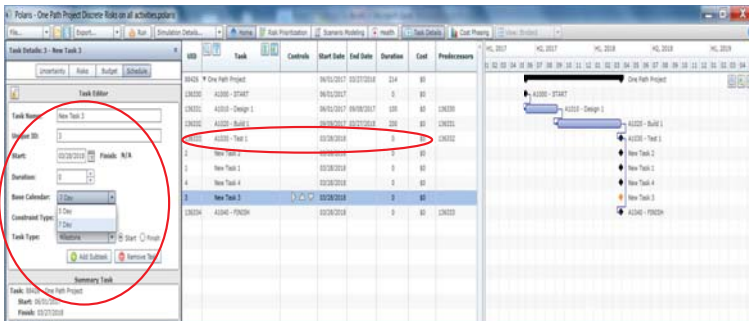 Polaris - One Path Project Discrete Risks on all activities.polaris
File... Export... Run Simulation Details... Home Risk Prioritization Scenario Modeling Health Task Details Cost Phasing
Task Details: 3 - New Task 3
Uncertainty Risks Budget Schedule
Task Editor
Task Name: New Task 3
Unique ID: 3
Start: 03/28/2018 Finish: N/A
Duration: 0
Base Calendar: 7 Day
5 Day
7 Day
Constraint Type:
Task Type: Milestone Start Finish
Add Subtask Remove Task
Summary Task
Task: One Path Project
Start: 06/01/2017
Finish: 03/27/2018
UID Task Controls Start Date End Date Duration Cost Predecessors
One Path Project 06/01/2017 03/27/2018 214 $0
136330 A1000 - START 06/01/2017 0 $0
136331 A1010 - Design 1 06/01/2017 09/08/2017 100 $0 136330
136332 A1020 - Build 1 09/09/2017 03/27/2018 200 $0 136331
A1030 - Test 1 03/28/2018 0 $0 136332
2 New Task 2 03/28/2018 0 $0
1 New Task 1 03/28/2018 0 $0
4 New Task 4 03/28/2018 0 $0
3 New Task 3 03/28/2018 0 $0
136334 A1040 - FINISH 03/28/2018 0 $0 136333
H1, 2017 H2, 2017 H1, 2018 H2, 2018 H1, 2019
One Path Project
A1000 - START
A1010 - Design 1
A1020 - Build 1
A1030 - Test 1
New Task 2
New Task 1
New Task 4
New Task 3
A1040 - FINISH